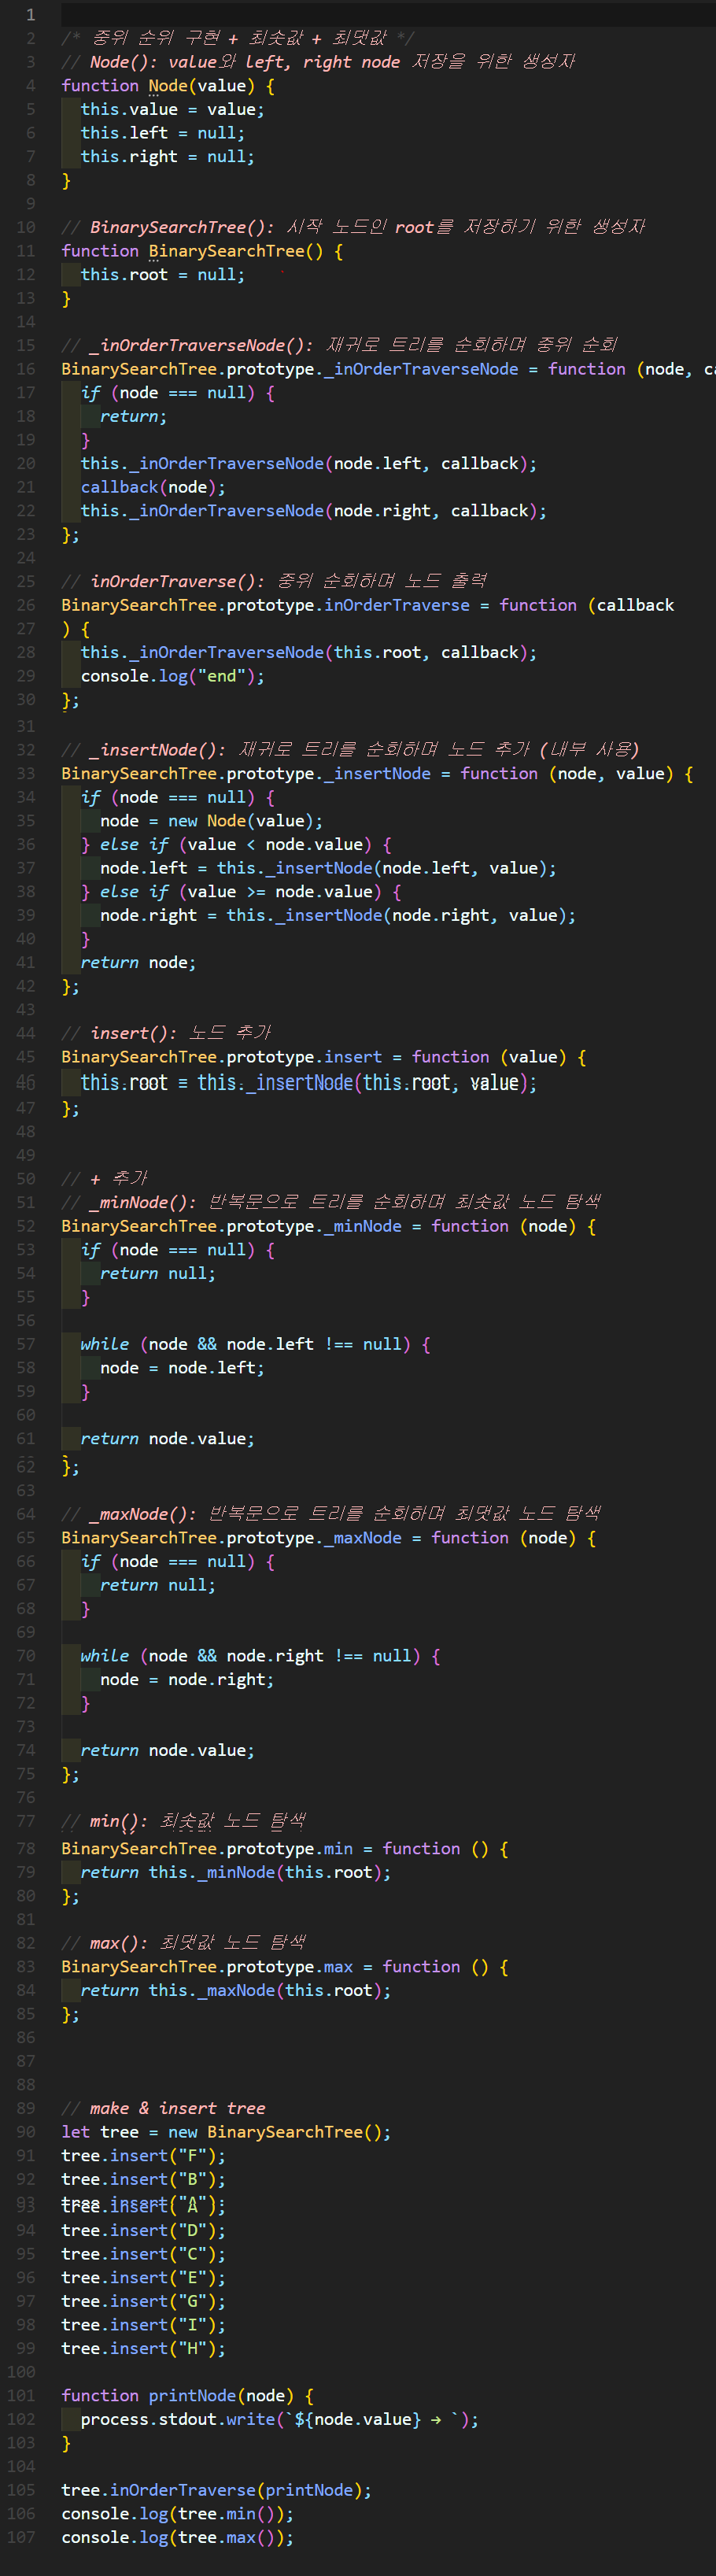 1
2 /* 중위 순위 구현 + 최솟값 + 최댓값 */
3 // Node(): value와 left, right node 저장을 위한 생성자
4 function Node(value) {
5   this.value = value;
6   this.left = null;
7   this.right = null;
8 }
9
10 // BinarySearchTree(): 시작 노드인 root를 저장하기 위한 생성자
11 function BinarySearchTree() {
12   this.root = null;
13 }
14
15 // _inOrderTraverseNode(): 재귀로 트리를 순회하며 중위 순회
16 BinarySearchTree.prototype._inOrderTraverseNode = function (node, ca
17   if (node === null) {
18     return;
19   }
20   this._inOrderTraverseNode(node.left, callback);
21   callback(node);
22   this._inOrderTraverseNode(node.right, callback);
23 };
24
25 // inOrderTraverse(): 중위 순회하며 노드 출력
26 BinarySearchTree.prototype.inOrderTraverse = function (callback
27 ) {
28   this._inOrderTraverseNode(this.root, callback);
29   console.log("end");
30 };
31
32 // _insertNode(): 재귀로 트리를 순회하며 노드 추가 (내부 사용)
33 BinarySearchTree.prototype._insertNode = function (node, value) {
34   if (node === null) {
35     node = new Node(value);
36   } else if (value < node.value) {
37     node.left = this._insertNode(node.left, value);
38   } else if (value >= node.value) {
39     node.right = this._insertNode(node.right, value);
40   }
41   return node;
42 };
43
44 // insert(): 노드 추가
45 BinarySearchTree.prototype.insert = function (value) {
46   this.root = this._insertNode(this.root, value);
47 };
48
49
50 // + 추가
51 // _minNode(): 반복문으로 트리를 순회하며 최솟값 노드 탐색
52 BinarySearchTree.prototype._minNode = function (node) {
53   if (node === null) {
54     return null;
55   }
56
57   while (node && node.left !== null) {
58     node = node.left;
59   }
60
61   return node.value;
62 };
63
64 // _maxNode(): 반복문으로 트리를 순회하며 최댓값 노드 탐색
65 BinarySearchTree.prototype._maxNode = function (node) {
66   if (node === null) {
67     return null;
68   }
69
70   while (node && node.right !== null) {
71     node = node.right;
72   }
73
74   return node.value;
75 };
76
77 // min(): 최솟값 노드 탐색
78 BinarySearchTree.prototype.min = function () {
79   return this._minNode(this.root);
80 };
81
82 // max(): 최댓값 노드 탐색
83 BinarySearchTree.prototype.max = function () {
84   return this._maxNode(this.root);
85 };
86
87
88
89 // make & insert tree
90 let tree = new BinarySearchTree();
91 tree.insert("F");
92 tree.insert("B");
93 tree.insert("A");
94 tree.insert("D");
95 tree.insert("C");
96 tree.insert("E");
97 tree.insert("G");
98 tree.insert("I");
99 tree.insert("H");
100
101 function printNode(node) {
102   process.stdout.write(`${node.value} → `);
103 }
104
105 tree.inOrderTraverse(printNode);
106 console.log(tree.min());
107 console.log(tree.max());